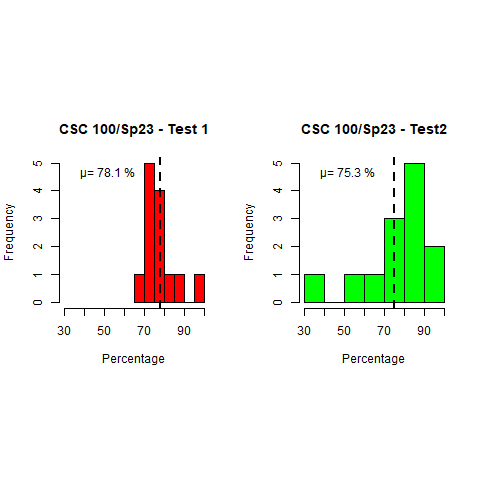 CSC 100/Sp23 - Test 1
μ= 78.1 %
Frequency
0 1 2 3 4 5
30 50 70 90
Percentage
CSC 100/Sp23 - Test2
μ= 75.3 %
Frequency
0 1 2 3 4 5
30 50 70 90
Percentage